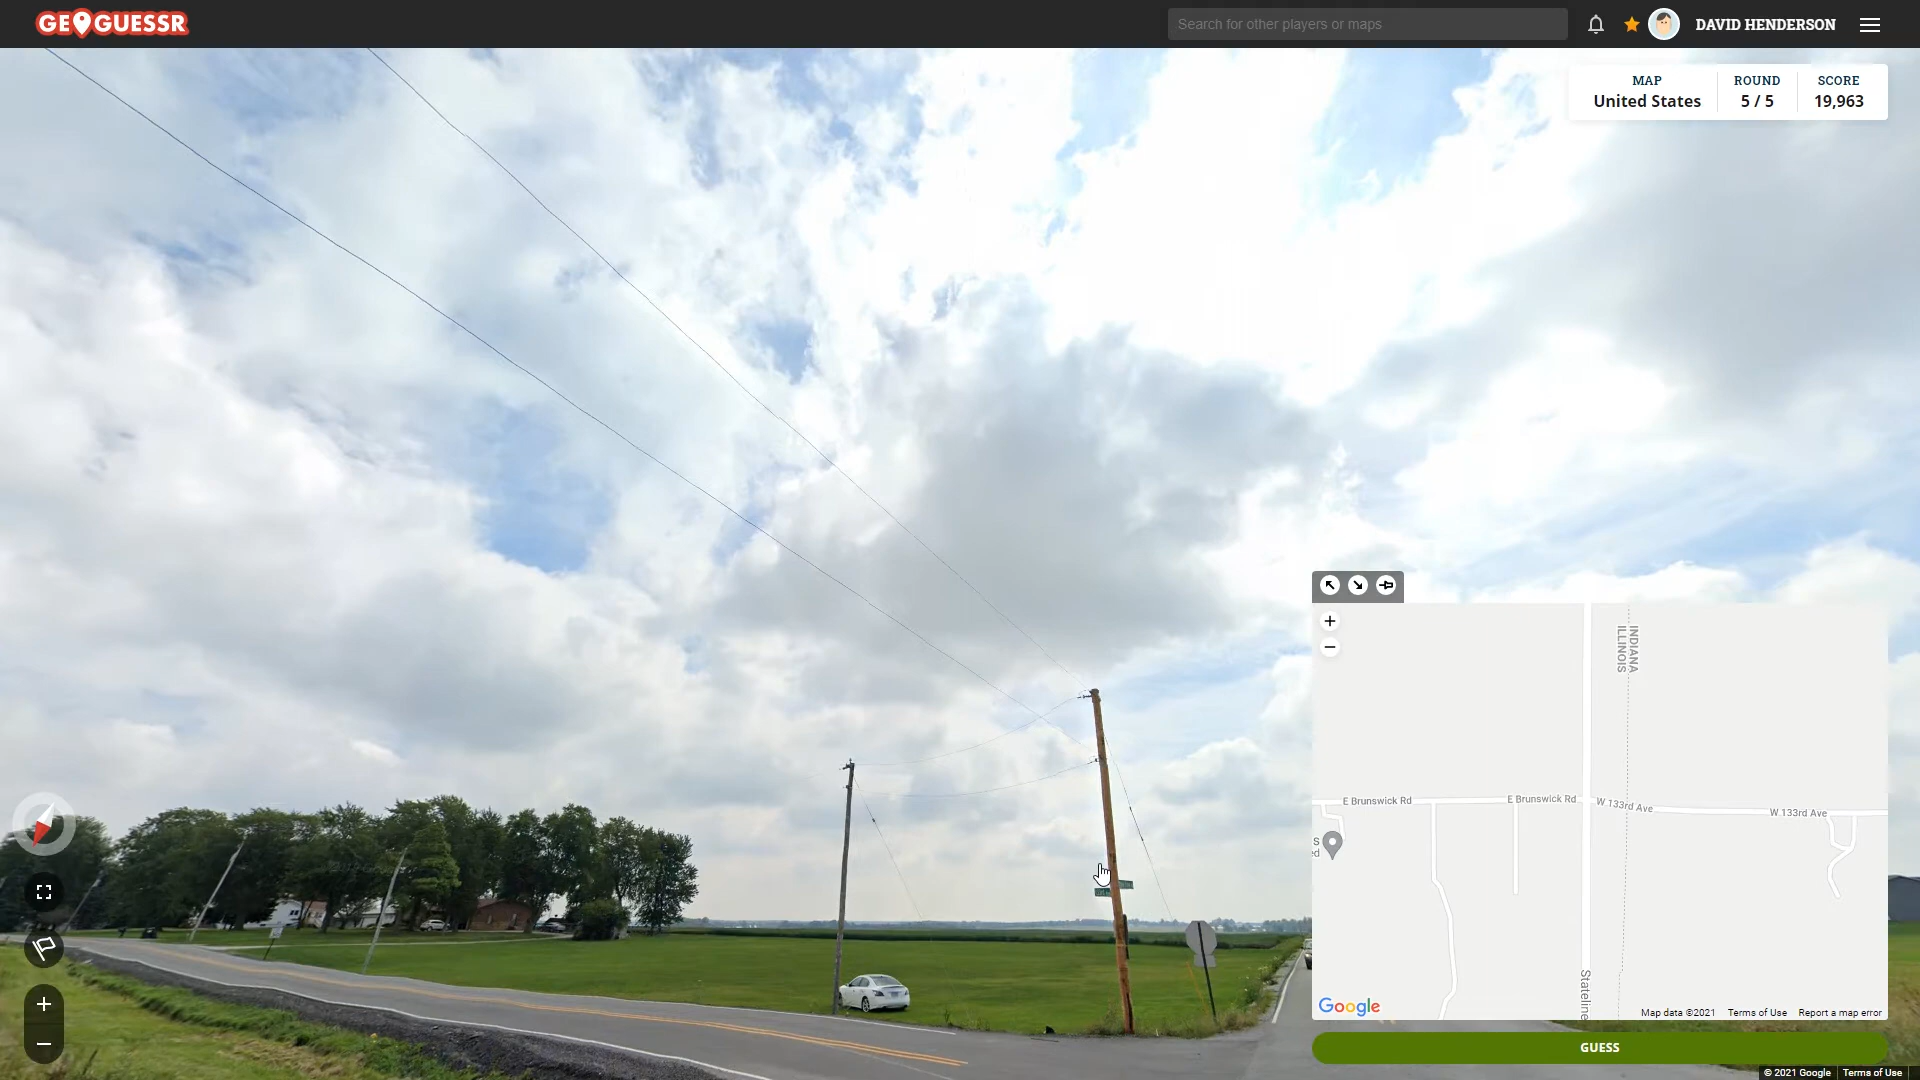 GEOGUESSR
Search for other players or maps
DAVID HENDERSON
MAP
United States
ROUND
5 / 5
SCORE
19,963
INDIANA
ILLINOIS
E Brunswick Rd
E Brunswick Rd
W 133rd Ave
W 133rd Ave
Stateline
Google
Map data ©2021
Terms of Use
Report a map error
GUESS
© 2021 Google
Terms of Use